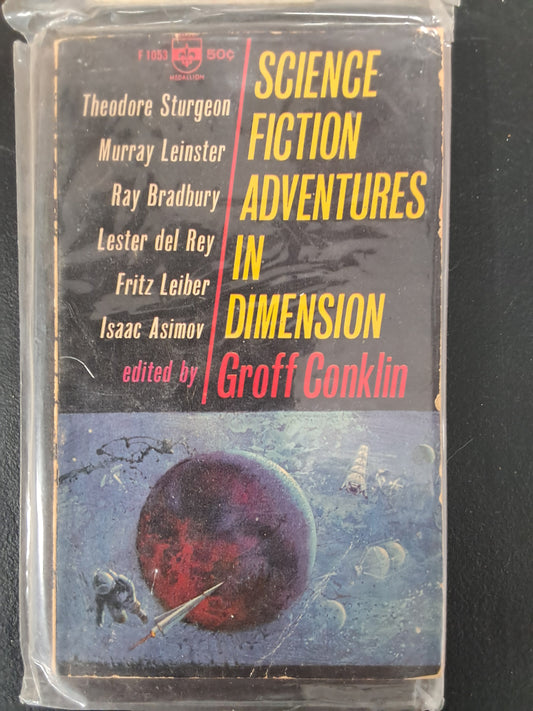 F 1053 50¢
MEDALLION
Theodore Sturgeon
Murray Leinster
Ray Bradbury
Lester del Rey
Fritz Leiber
Isaac Asimov
edited by
SCIENCE
FICTION
ADVENTURES
IN
DIMENSION
Groff Conklin